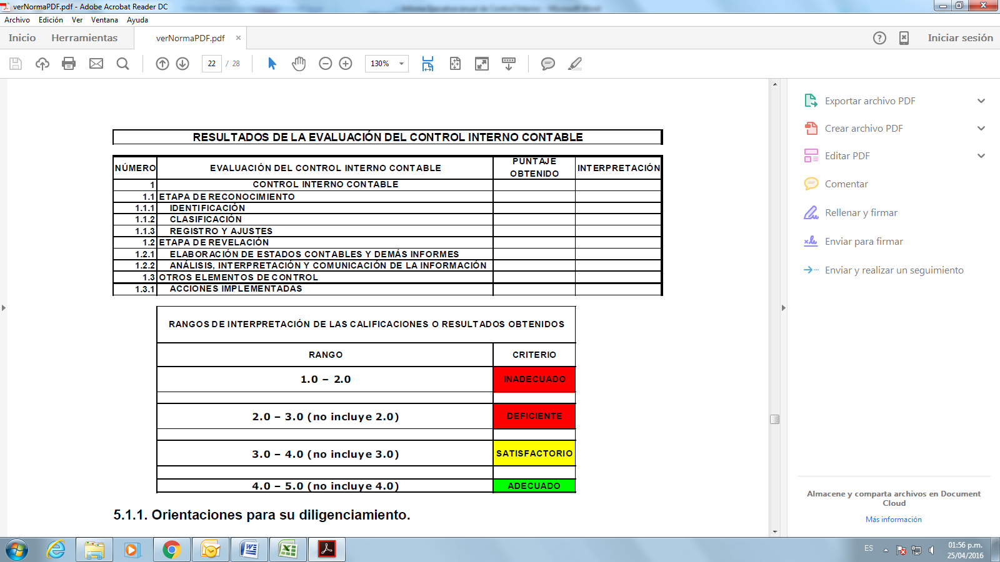 verNormaPDF.pdf - Adobe Acrobat Reader DC
Archivo Edición Ver Ventana Ayuda
Inicio Herramientas verNormaPDF.pdf × Iniciar sesión
22 / 28 130%
RESULTADOS DE LA EVALUACIÓN DEL CONTROL INTERNO CONTABLE
NÚMERO EVALUACIÓN DEL CONTROL INTERNO CONTABLE PUNTAJE OBTENIDO INTERPRETACIÓN
1 CONTROL INTERNO CONTABLE
1.1 ETAPA DE RECONOCIMIENTO
1.1.1 IDENTIFICACIÓN
1.1.2 CLASIFICACIÓN
1.1.3 REGISTRO Y AJUSTES
1.2 ETAPA DE REVELACIÓN
1.2.1 ELABORACIÓN DE ESTADOS CONTABLES Y DEMÁS INFORMES
1.2.2 ANÁLISIS, INTERPRETACIÓN Y COMUNICACIÓN DE LA INFORMACIÓN
1.3 OTROS ELEMENTOS DE CONTROL
1.3.1 ACCIONES IMPLEMENTADAS
RANGOS DE INTERPRETACIÓN DE LAS CALIFICACIONES O RESULTADOS OBTENIDOS
RANGO CRITERIO
1.0 – 2.0 INADECUADO
2.0 – 3.0 (no incluye 2.0) DEFICIENTE
3.0 – 4.0 (no incluye 3.0) SATISFACTORIO
4.0 – 5.0 (no incluye 4.0) ADECUADO
5.1.1. Orientaciones para su diligenciamiento.
Exportar archivo PDF
Crear archivo PDF
Editar PDF
Comentar
Rellenar y firmar
Enviar para firmar
Enviar y realizar un seguimiento
Almacene y comparta archivos en Document
Cloud
Más información
ES
01:56 p.m.
25/04/2016